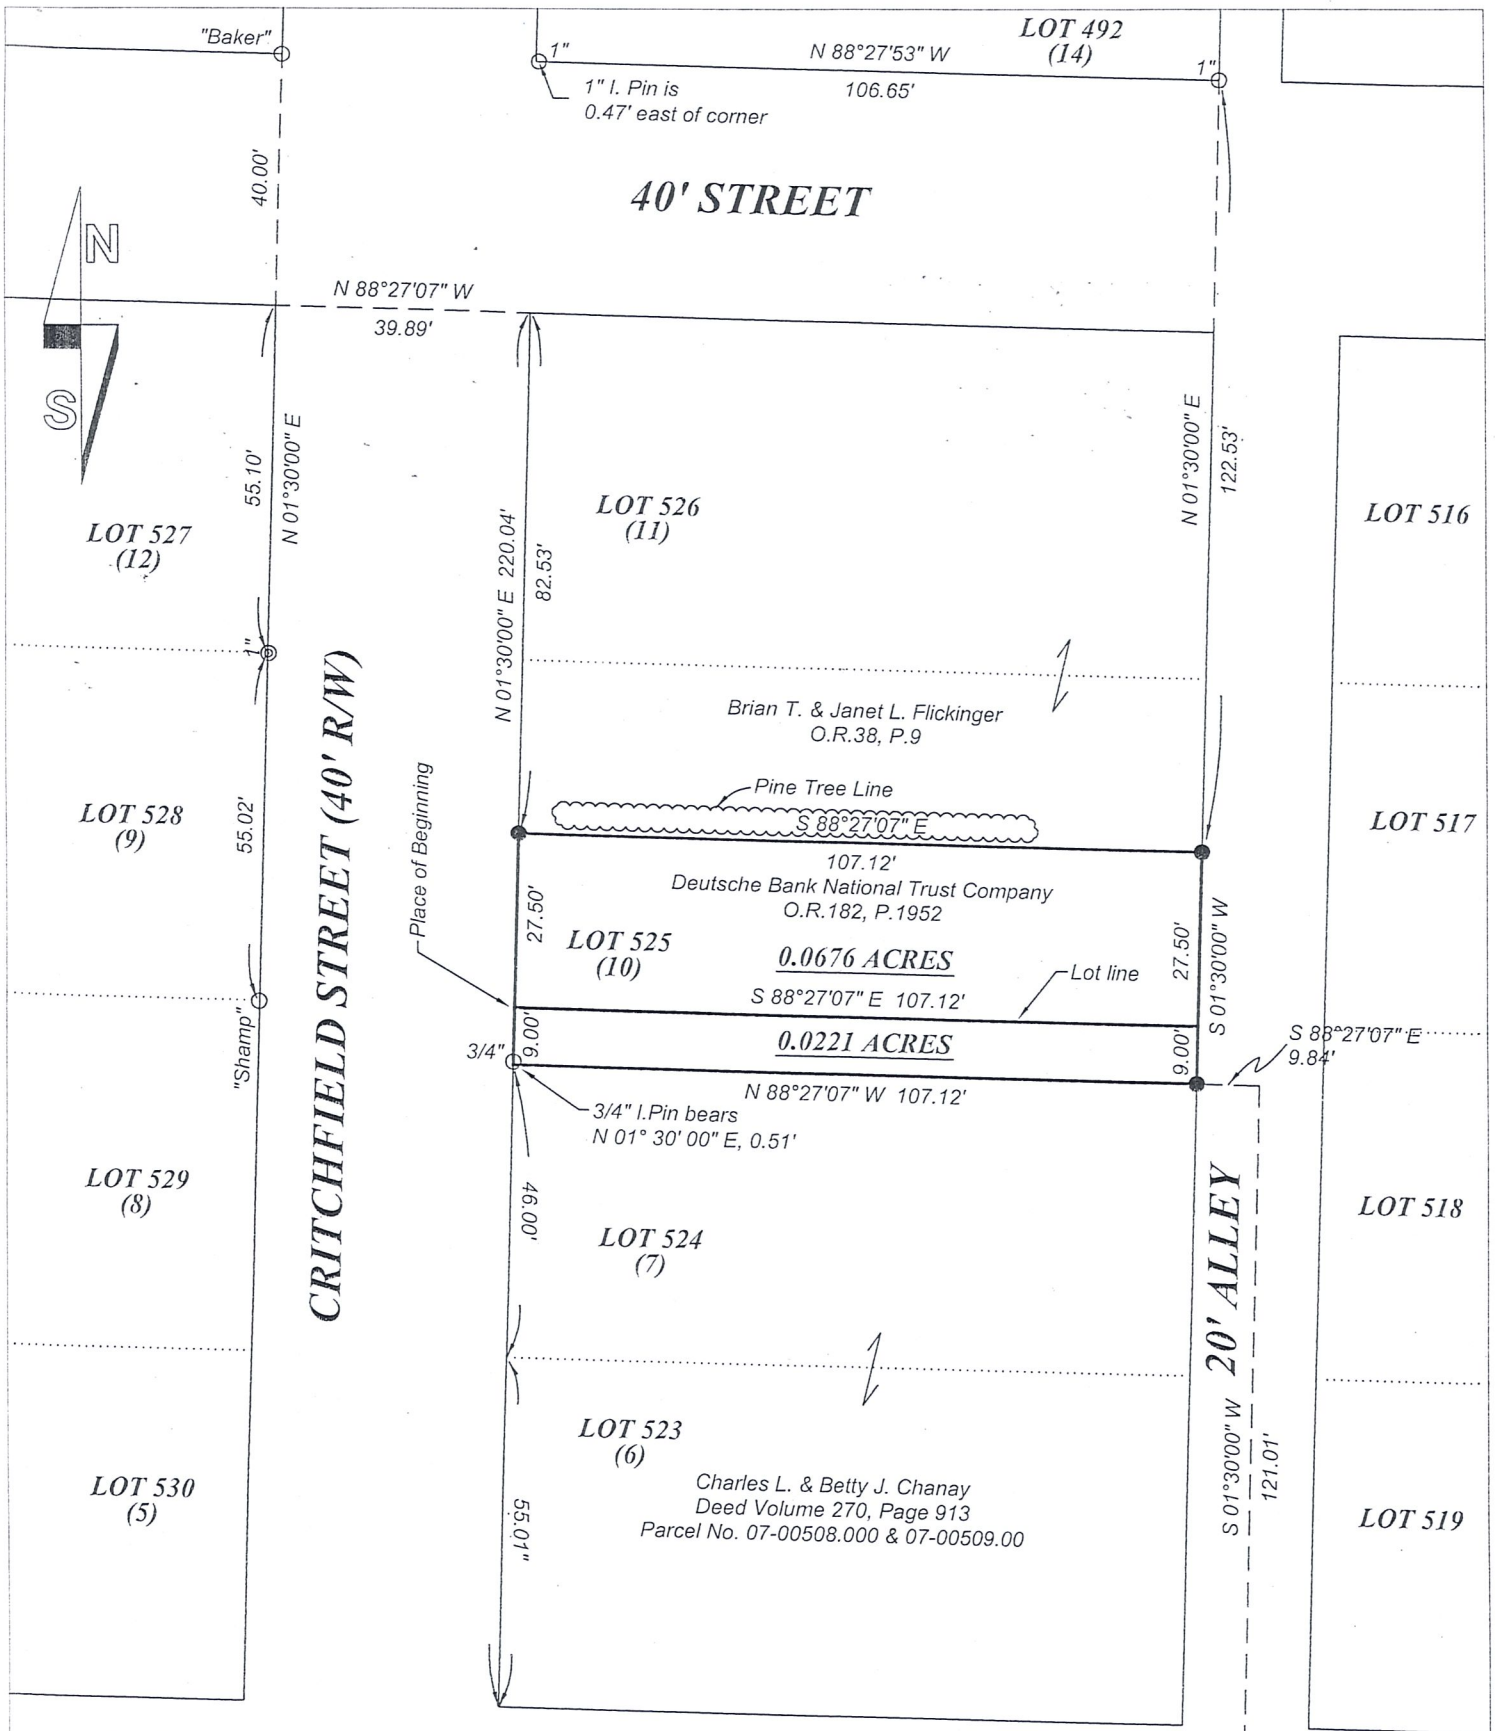 "Baker"
1"
N 88°27'53" W
106.65'
LOT 492
(14)
1"
1" I. Pin is
0.47' east of corner
40.00'
40' STREET
N
S
N 88°27'07" W
39.89'
55.10'
N 01°30'00" E
LOT 527
(12)
1"
N 01°30'00" E 220.04'
82.53'
LOT 526
(11)
N 01°30'00" E
122.53'
LOT 516
CRITCHFIELD STREET (40' R/W)
Brian T. & Janet L. Flickinger
O.R.38, P.9
Pine Tree Line
S 88°27'07" E
107.12'
Deutsche Bank National Trust Company
O.R.182, P.1952
LOT 528
(9)
55.02'
Place of Beginning
27.50'
LOT 525
(10)
0.0676 ACRES
Lot line
27.50'
S 01°30'00" W
LOT 517
S 88°27'07" E 107.12'
"Shamp"
3/4"
9.00'
0.0221 ACRES
9.00'
S 88°27'07" E
9.84'
N 88°27'07" W 107.12'
3/4" I.Pin bears
N 01° 30' 00" E, 0.51'
LOT 529
(8)
46.00'
LOT 524
(7)
20' ALLEY
LOT 518
LOT 523
(6)
LOT 530
(5)
55.01"
Charles L. & Betty J. Chanay
Deed Volume 270, Page 913
Parcel No. 07-00508.000 & 07-00509.00
S 01°30'00" W
121.01'
LOT 519